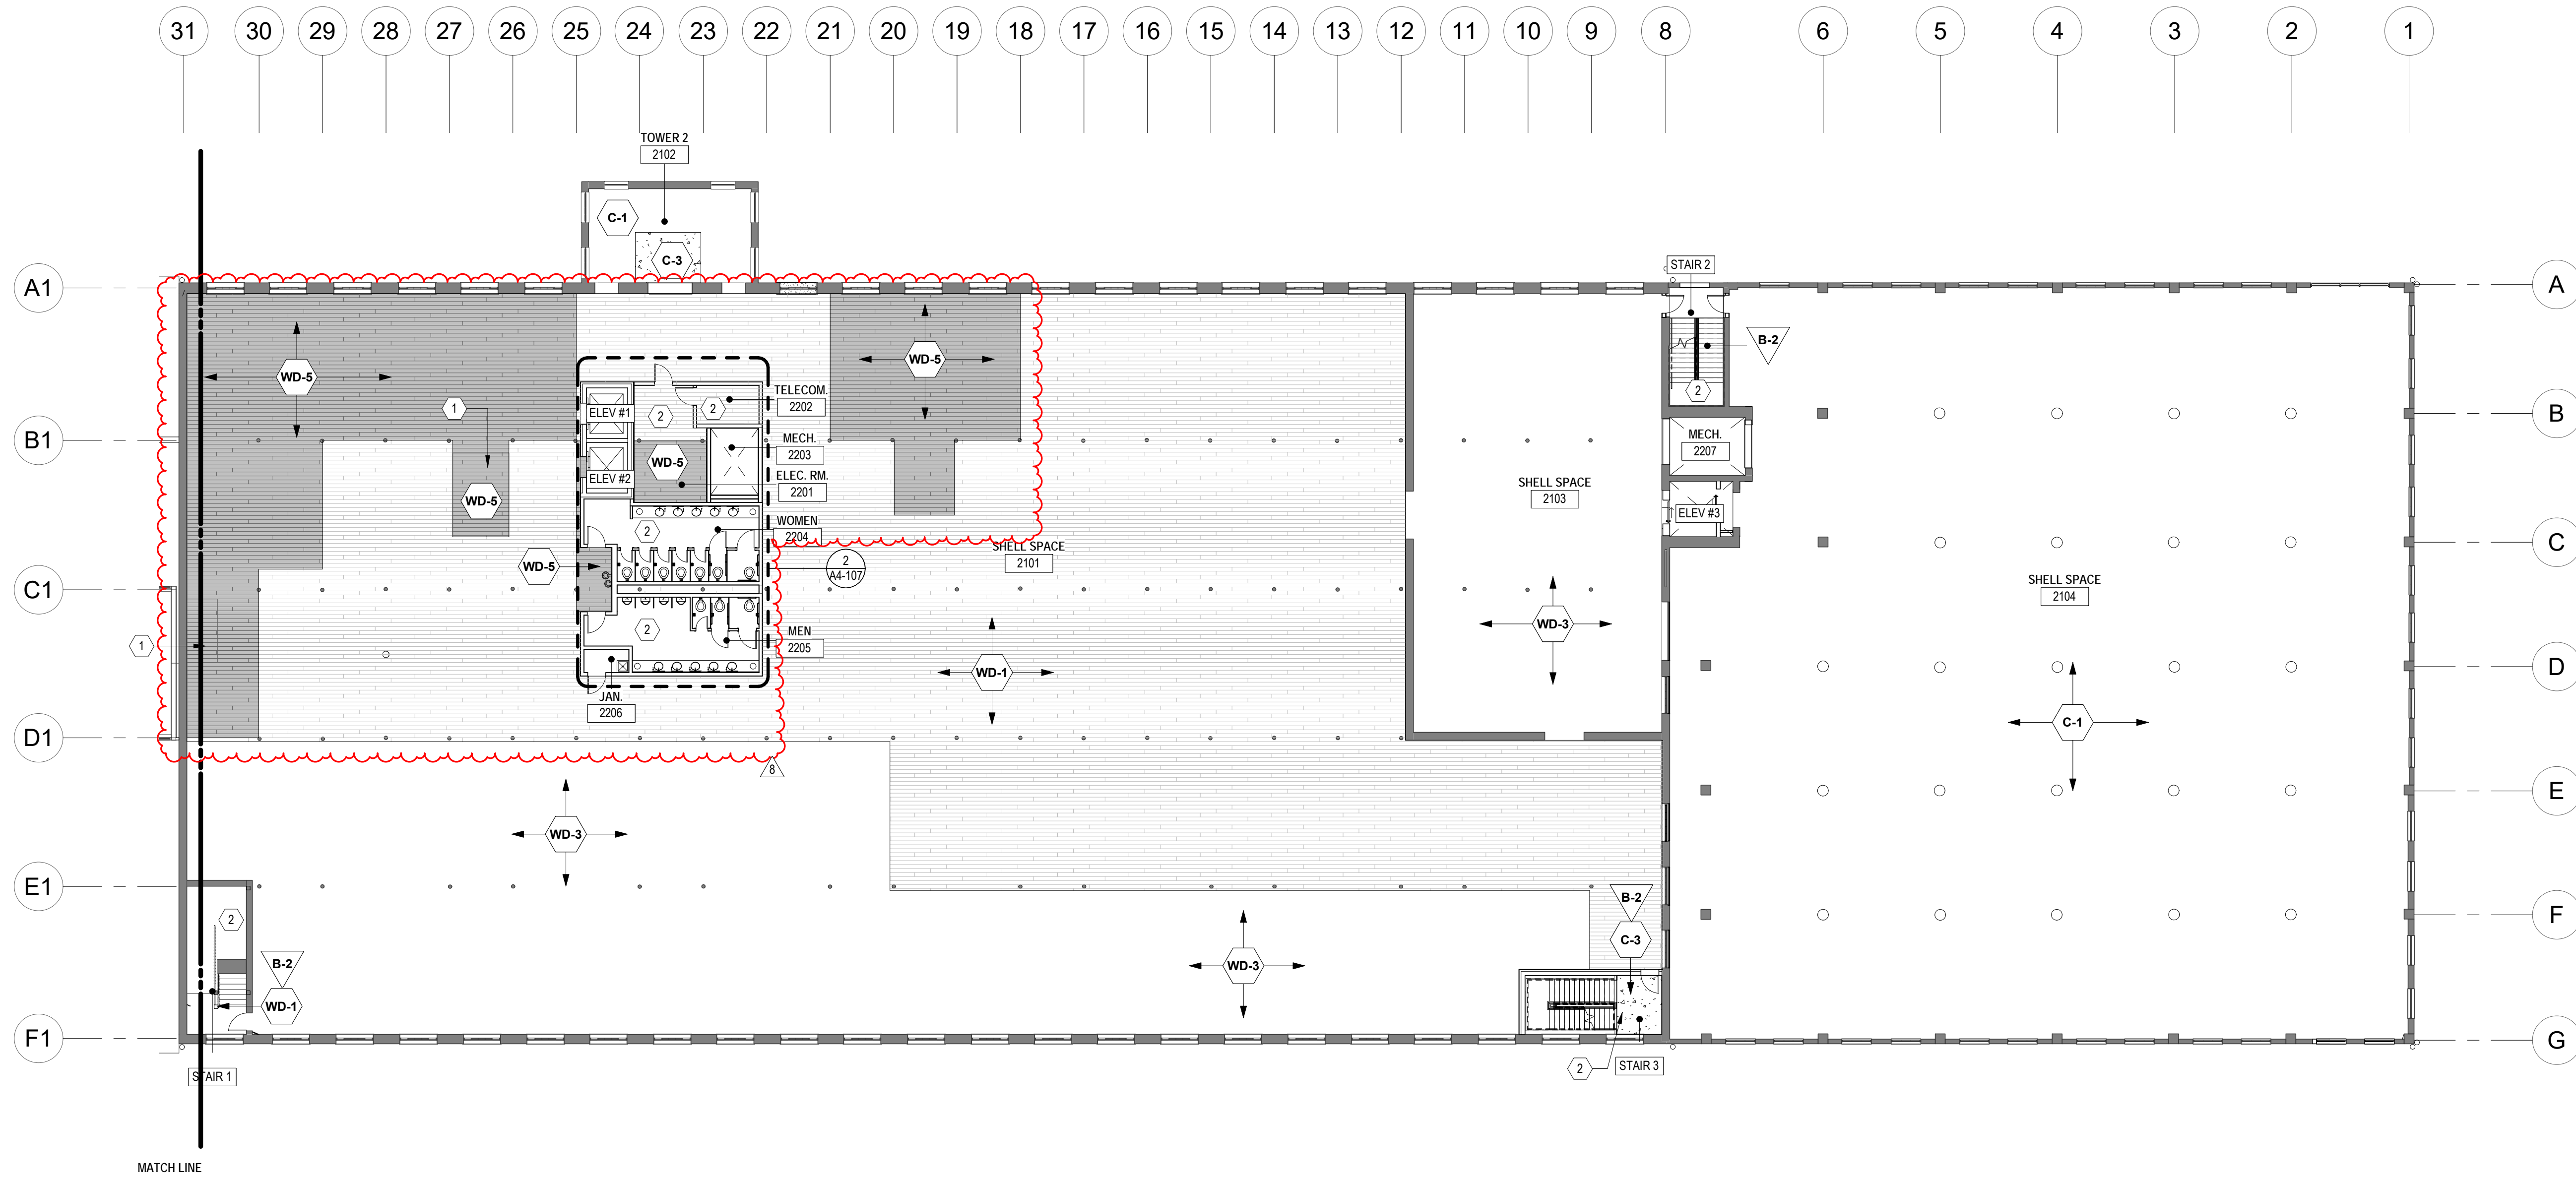 31 30 29 28 27 26 25 24 23 22 21 20 19 18 17 16 15 14 13 12 11 10 9 8 6 5 4 3 2 1
TOWER 2
2102
C-1
C-3
STAIR 2
A1
A
B-2
WD-5
WD-5
2
TELECOM.
2202
ELEV #1
2
2
1
B1
B
MECH.
2203
MECH.
2207
WD-5
ELEV #2
ELEC. RM.
2201
WD-5
SHELL SPACE
2103
ELEV #3
WOMEN
2204
2
C
SHELL SPACE
2101
WD-5
2
A4-107
SHELL SPACE
2104
C1
WD-3
2
MEN
2205
1
D
WD-1
JAN.
2206
C-1
D1
8
E
WD-3
E1
B-2
2
F
C-3
B-2
WD-3
WD-1
F1
G
2
STAIR 3
STAIR 1
MATCH LINE